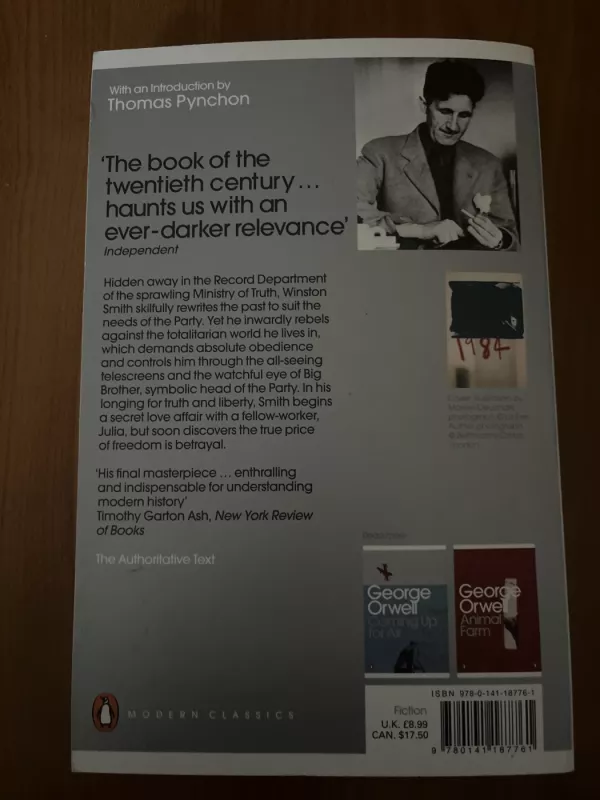 With an Introduction by
Thomas Pynchon
'The book of the
twentieth century...
haunts us with an
ever-darker relevance'
Independent
Hidden away in the Record Department
of the sprawling Ministry of Truth, Winston
Smith skilfully rewrites the past to suit the
needs of the Party. Yet he inwardly rebels
against the totalitarian world he lives in,
which demands absolute obedience
and controls him through the all-seeing
telescreens and the watchful eye of Big
Brother, symbolic head of the Party. In his
longing for truth and liberty, Smith begins
a secret love affair with a fellow-worker,
Julia, but soon discovers the true price
of freedom is betrayal.
'His final masterpiece ... enthralling
and indispensable for understanding
modern history'
Timothy Garton Ash, New York Review
of Books
The Authoritative Text
MODERN CLASSICS
1984
George
Orwell
Coming Up
for Air
George
Orwell
Animal
Farm
ISBN 978-0-141-18776-1
Fiction
U.K. £8.99
CAN. $17.50
9 780141 187761